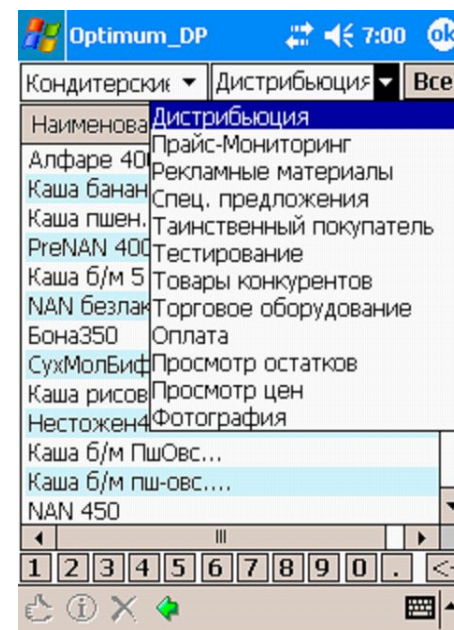 Optimum_DP 7:00 ok
Кондитерски Дистрибьюция Все
Наименова
Дистрибьюция
Прайс-Мониторинг
Рекламные материалы
Спец. предложения
Таинственный покупатель
Тестирование
Товары конкурентов
Торговое оборудование
Оплата
Просмотр остатков
Просмотр цен
Фотография
Алфаре 40
Каша банан
Каша пшен.
PreNAN 400
Каша б/м 5
NAN безлак
Бона350
СухМолБиф
Каша рисов
Нестожен4
Каша б/м ПшОвс...
Каша б/м пш-овс....
NAN 450
1 2 3 4 5 6 7 8 9 0 . <-